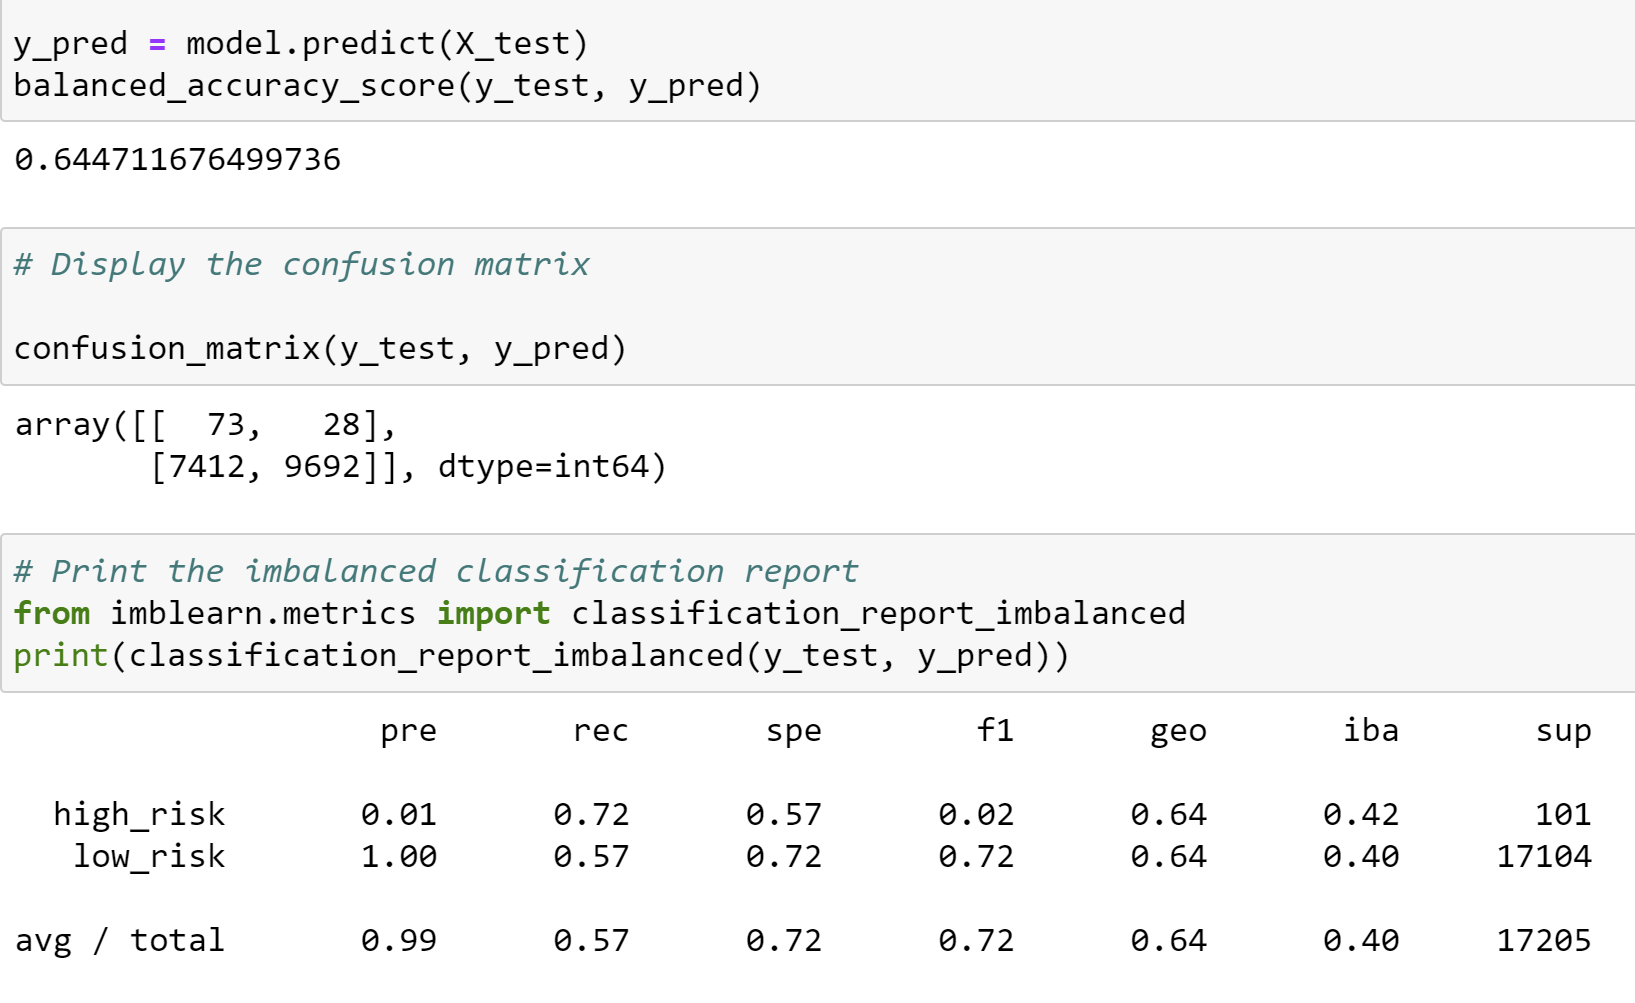 y_pred = model.predict(X_test)
balanced_accuracy_score(y_test, y_pred)
0.644711676499736
# Display the confusion matrix
confusion_matrix(y_test, y_pred)
array([[  73,   28],
       [7412, 9692]], dtype=int64)
# Print the imbalanced classification report
from imblearn.metrics import classification_report_imbalanced
print(classification_report_imbalanced(y_test, y_pred))
                   pre       rec       spe        f1       geo       iba       sup
  high_risk       0.01      0.72      0.57      0.02      0.64      0.42       101
   low_risk       1.00      0.57      0.72      0.72      0.64      0.40     17104
avg / total       0.99      0.57      0.72      0.72      0.64      0.40     17205